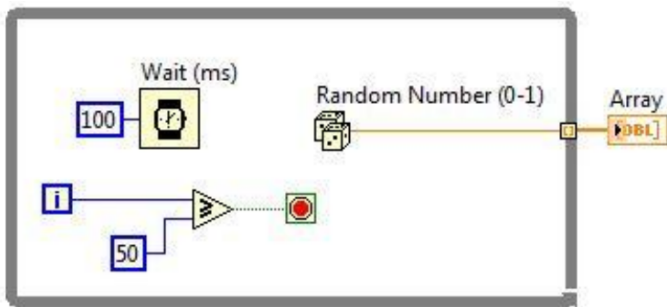 Wait (ms)
100
Random Number (0-1)
Array
DBL]
i
50